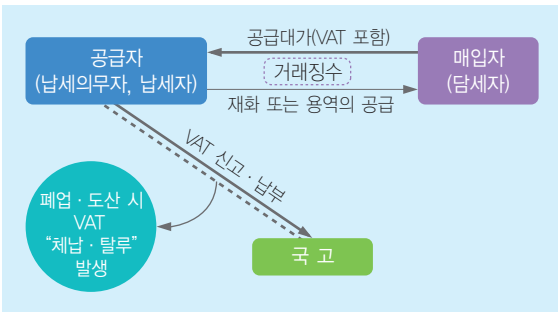 공급대가(VAT 포함)
공급자
(납세의무자, 납세자)
매입자
(담세자)
거래징수
재화 또는 용역의 공급
VAT 신고·납부
폐업·도산 시
VAT
“체납·탈루”
발생
국 고